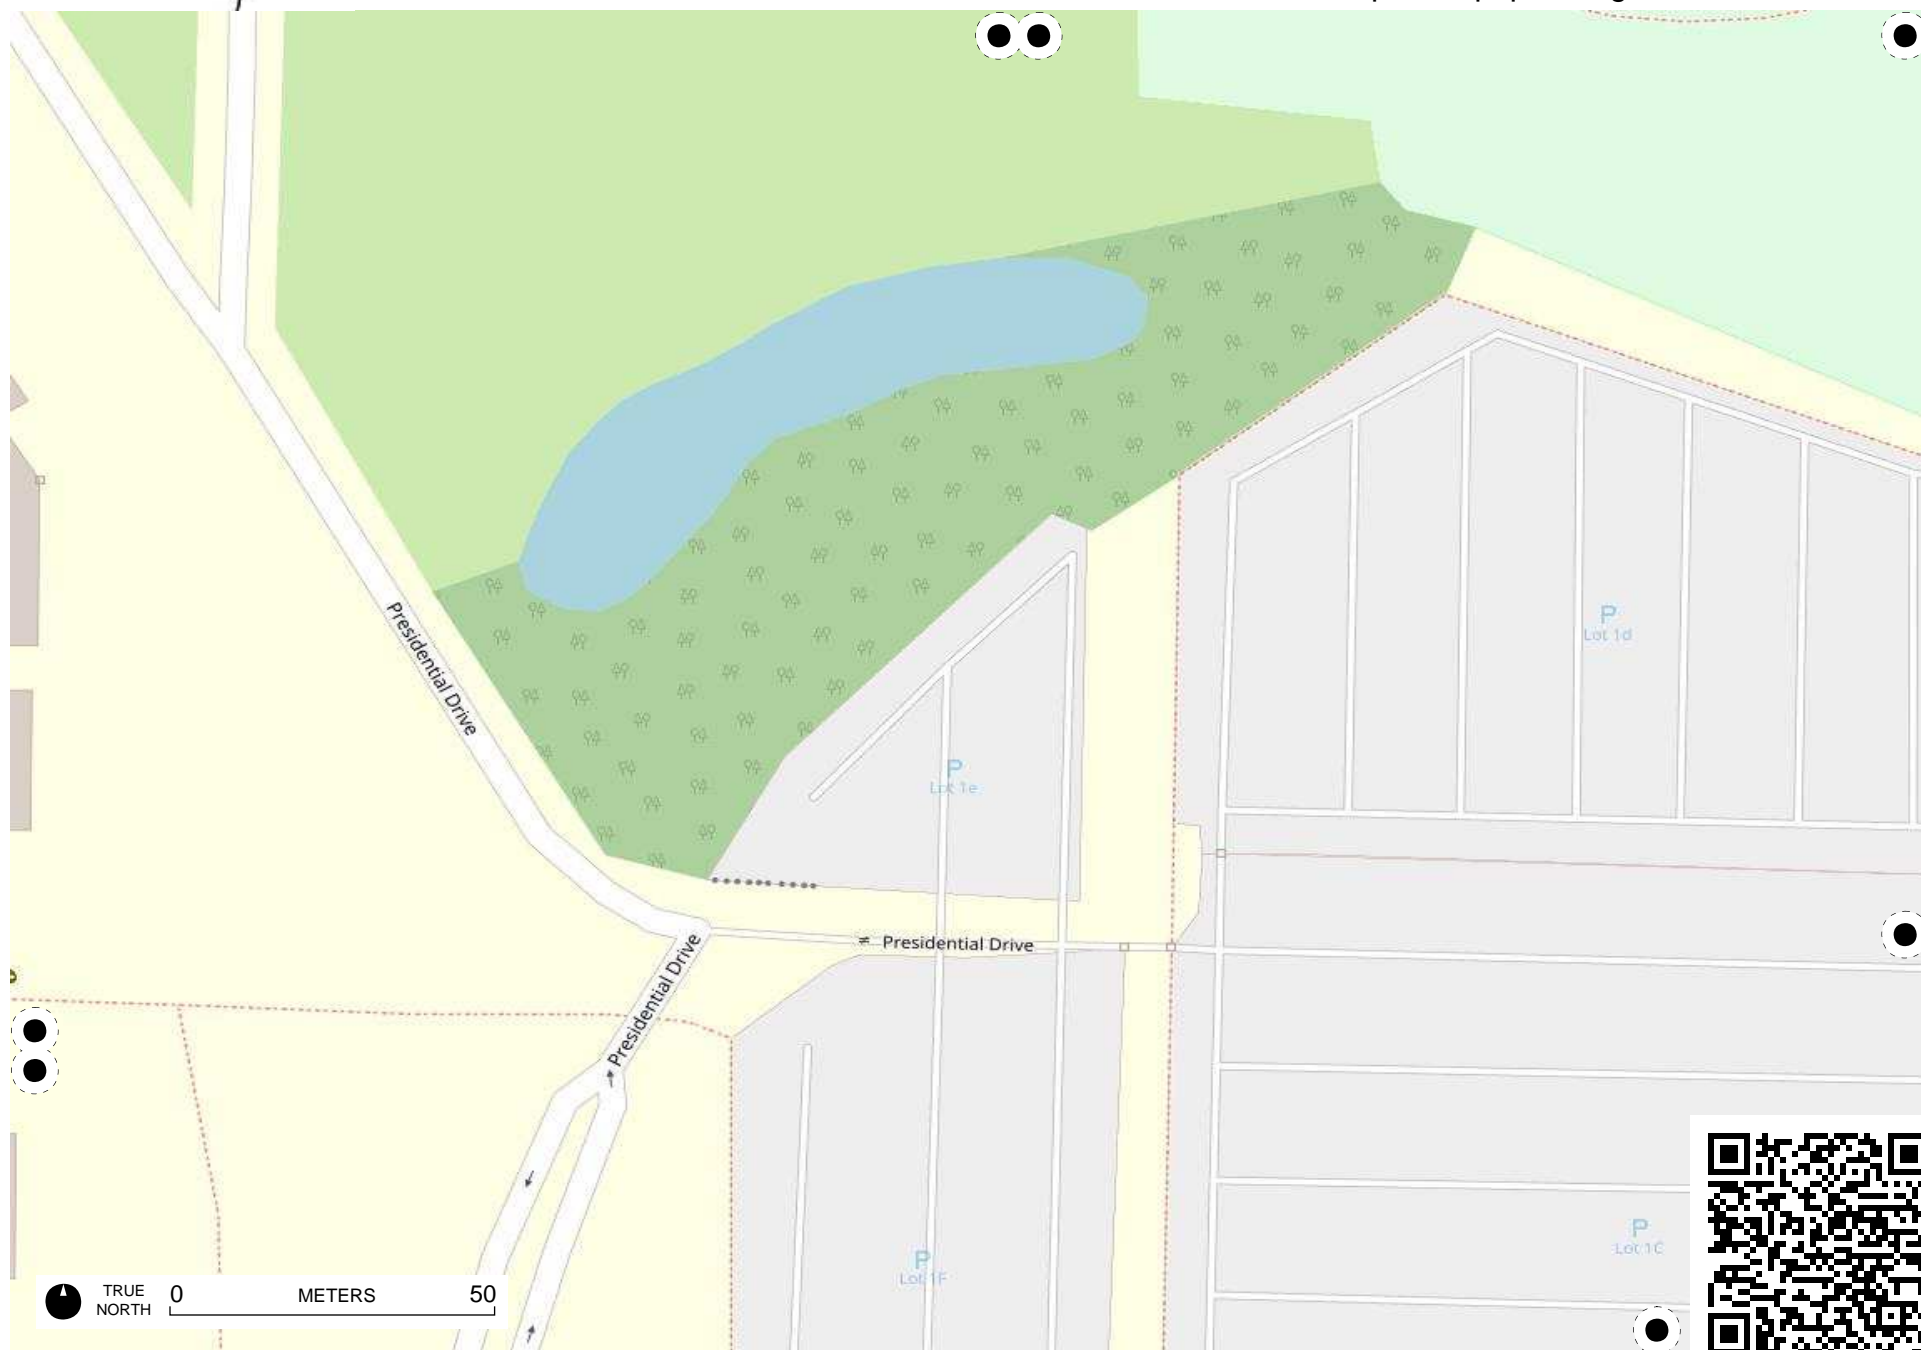 Presidential Drive
P
Lot 1d
P
Lot 1e
Presidential Drive
Presidential Drive
P
Lot 1C
P
Lot 1F
TRUE
NORTH
0 METERS 50